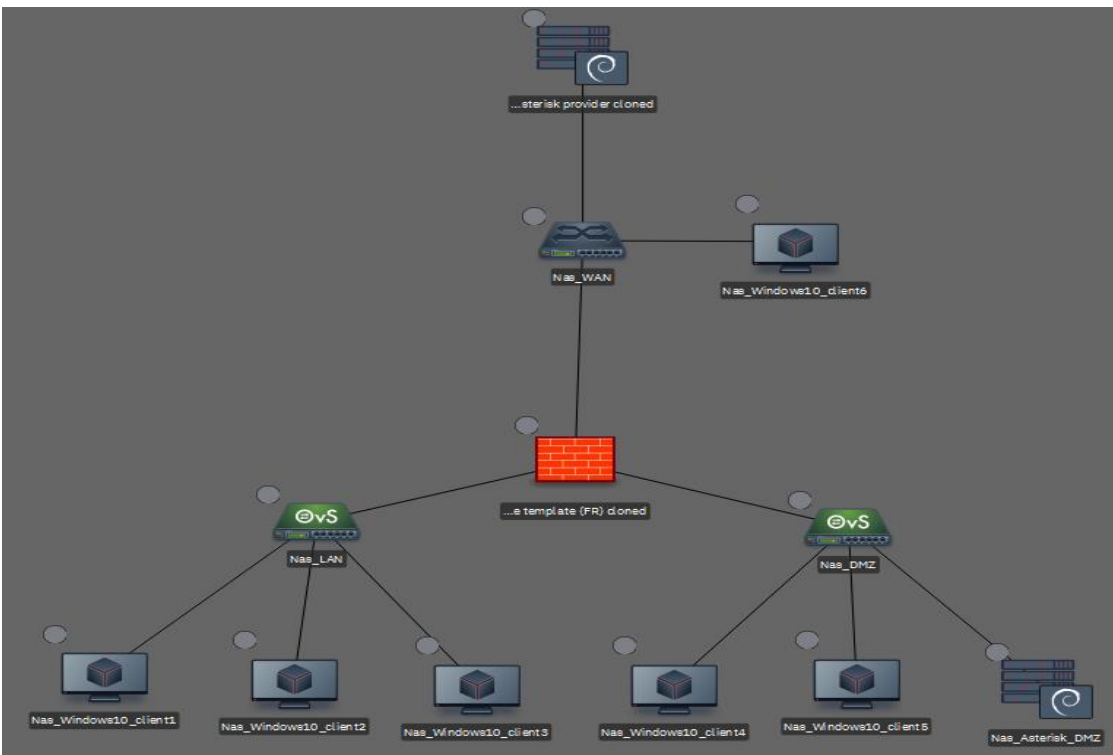 ...sterisk provider cloned
Nas_WAN
Nas_Windows10_client6
...e template (FR) cloned
OvS
OvS
Nas_LAN
Nas_DMZ
Nas_Windows10_client1
Nas_Windows10_client2
Nas_Windows10_client3
Nas_Windows10_client4
Nas_Windows10_client5
Nas_Asterisk_DMZ